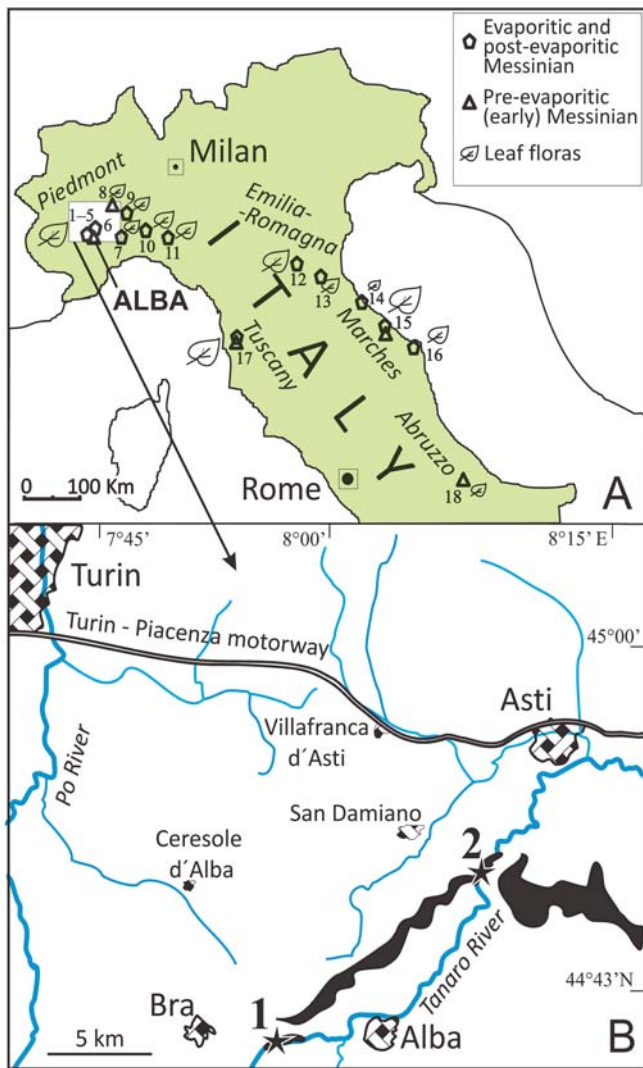 Evaporitic and
post-evaporitic
Messinian
Pre-evaporitic
(early) Messinian
Leaf floras
Milan
Piedmont
Emilia-
Romagna
1–5
6
7
8
9
10
11
ALBA
12
13
14
15
16
17
18
ITALY
Tuscany
Marches
Abruzzo
Rome
0 100 Km
A
7°45'
8°00'
8°15'E
Turin
Turin - Piacenza motorway
45°00'
Asti
Villafranca
d´Asti
Po River
San Damiano
Ceresole
d´Alba
2
Tanaro River
44°43'N
Bra
1
Alba
5 km
B